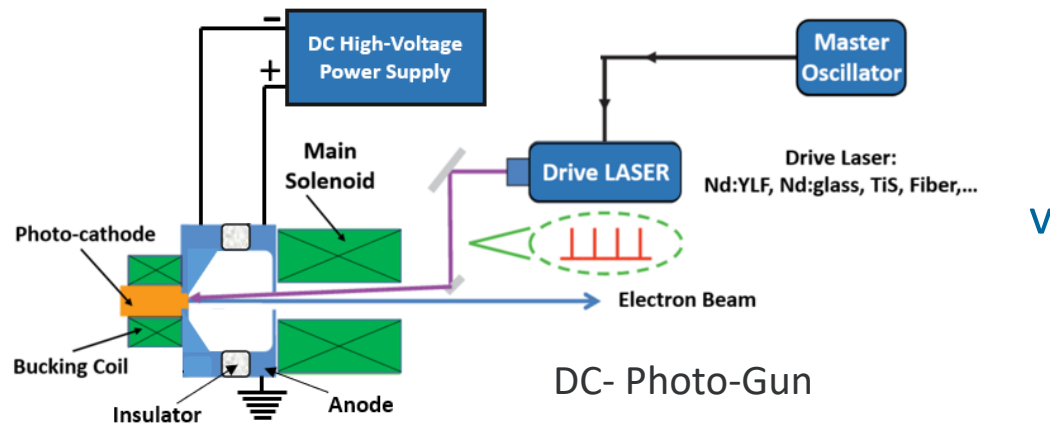 −
DC High-Voltage
Power Supply
+
Master
Oscillator
Main
Solenoid
Drive LASER
Drive Laser:
Nd:YLF, Nd:glass, TiS, Fiber,...
Photo-cathode
V
Electron Beam
Bucking Coil
DC- Photo-Gun
Insulator
Anode